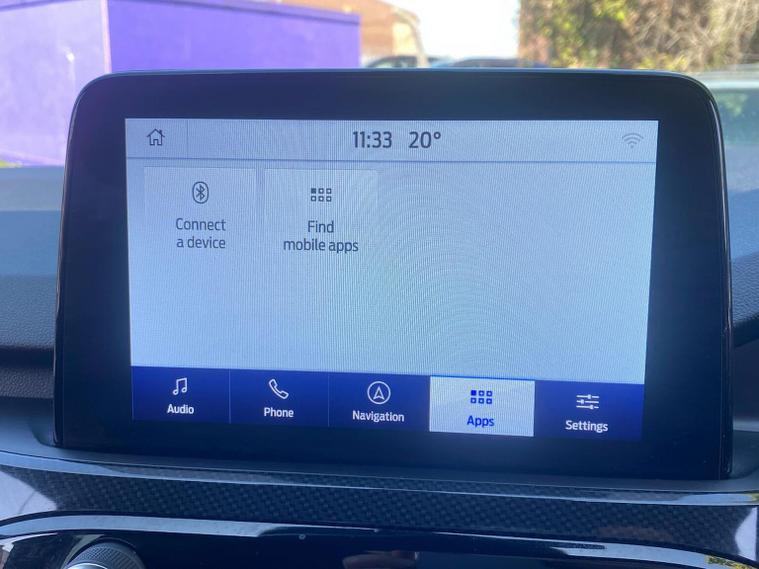 11:33 20°
Connect
a device
Find
mobile apps
Audio
Phone
Navigation
Apps
Settings